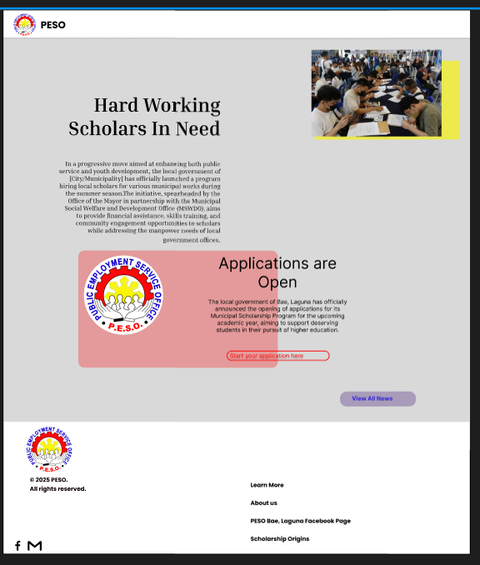 PESO
Hard Working
Scholars In Need
In a progressive move aimed at enhancing both public
service and youth development, the local government of
[City/Municipality] has officially launched a program
hiring local scholars for various municipal works during
the summer season.The initiative, spearheaded by the
Office of the Mayor in partnership with the Municipal
Social Welfare and Development Office (MSWDO), aims
to provide financial assistance, skills training, and
community engagement opportunities to scholars
while addressing the manpower needs of local
government offices.
PUBLIC EMPLOYMENT SERVICE OFFICE
P.E.S.O.
Applications are
Open
The local government of Bae, Laguna has officially
announced the opening of applications for its
Municipal Scholarship Program for the upcoming
academic year, aiming to support deserving
students in their pursuit of higher education.
Start your application here
View All News
PUBLIC EMPLOYMENT SERVICE OFFICE
P.E.S.O.
© 2025 PESO.
All rights reserved.
Learn More
About us
PESO Bae, Laguna Facebook Page
Scholarship Origins